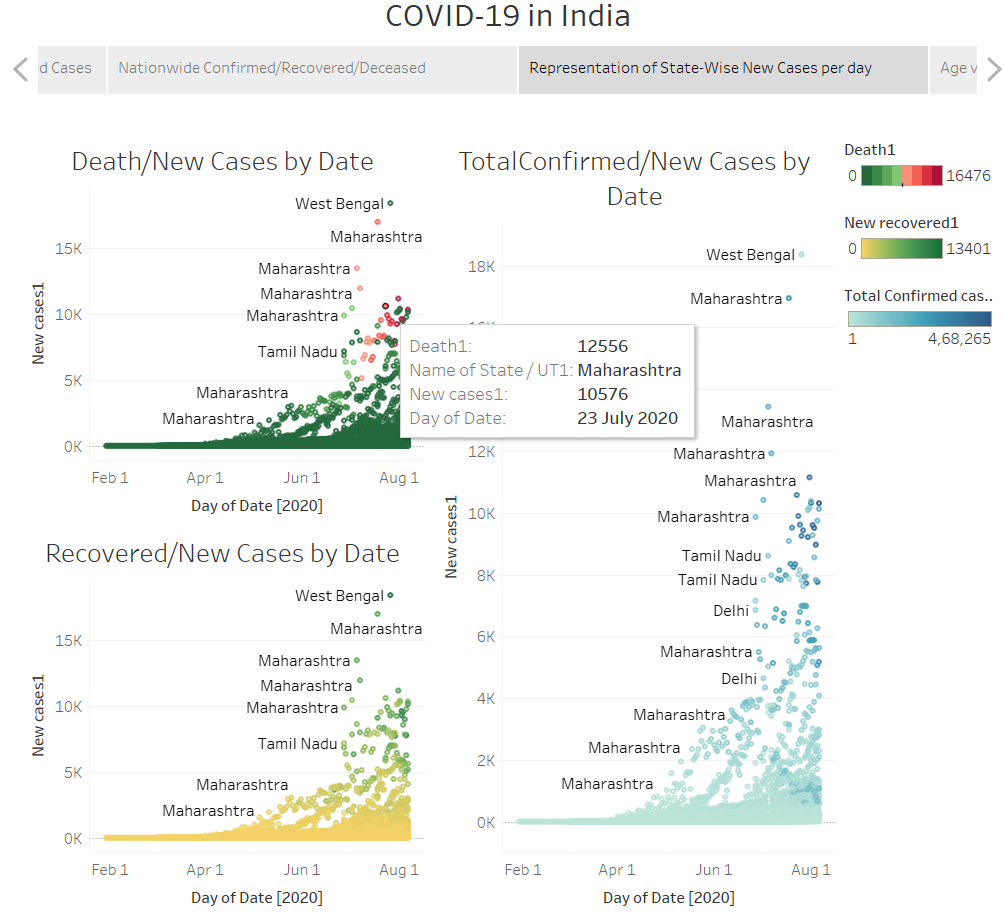 COVID-19 in India
d Cases
Nationwide Confirmed/Recovered/Deceased
Representation of State-Wise New Cases per day
Age v
Death/New Cases by Date
West Bengal
Maharashtra
Maharashtra
Maharashtra
Maharashtra
Tamil Nadu
Maharashtra
Maharashtra
15K
10K
5K
0K
New cases1
Feb 1
Apr 1
Jun 1
Aug 1
Day of Date [2020]
Death1:
12556
Name of State / UT1:
Maharashtra
New cases1:
10576
Day of Date:
23 July 2020
Recovered/New Cases by Date
West Bengal
Maharashtra
Maharashtra
Maharashtra
Maharashtra
Tamil Nadu
Maharashtra
Maharashtra
15K
10K
5K
0K
New cases1
Feb 1
Apr 1
Jun 1
Aug 1
Day of Date [2020]
TotalConfirmed/New Cases by
Date
West Bengal
Maharashtra
Maharashtra
Maharashtra
Maharashtra
Maharashtra
Tamil Nadu
Tamil Nadu
Delhi
Maharashtra
Delhi
Maharashtra
Maharashtra
Maharashtra
18K
12K
10K
8K
6K
4K
2K
0K
New cases1
Feb 1
Apr 1
Jun 1
Aug 1
Day of Date [2020]
Death1
0
16476
New recovered1
0
13401
Total Confirmed cas..
1
4,68,265